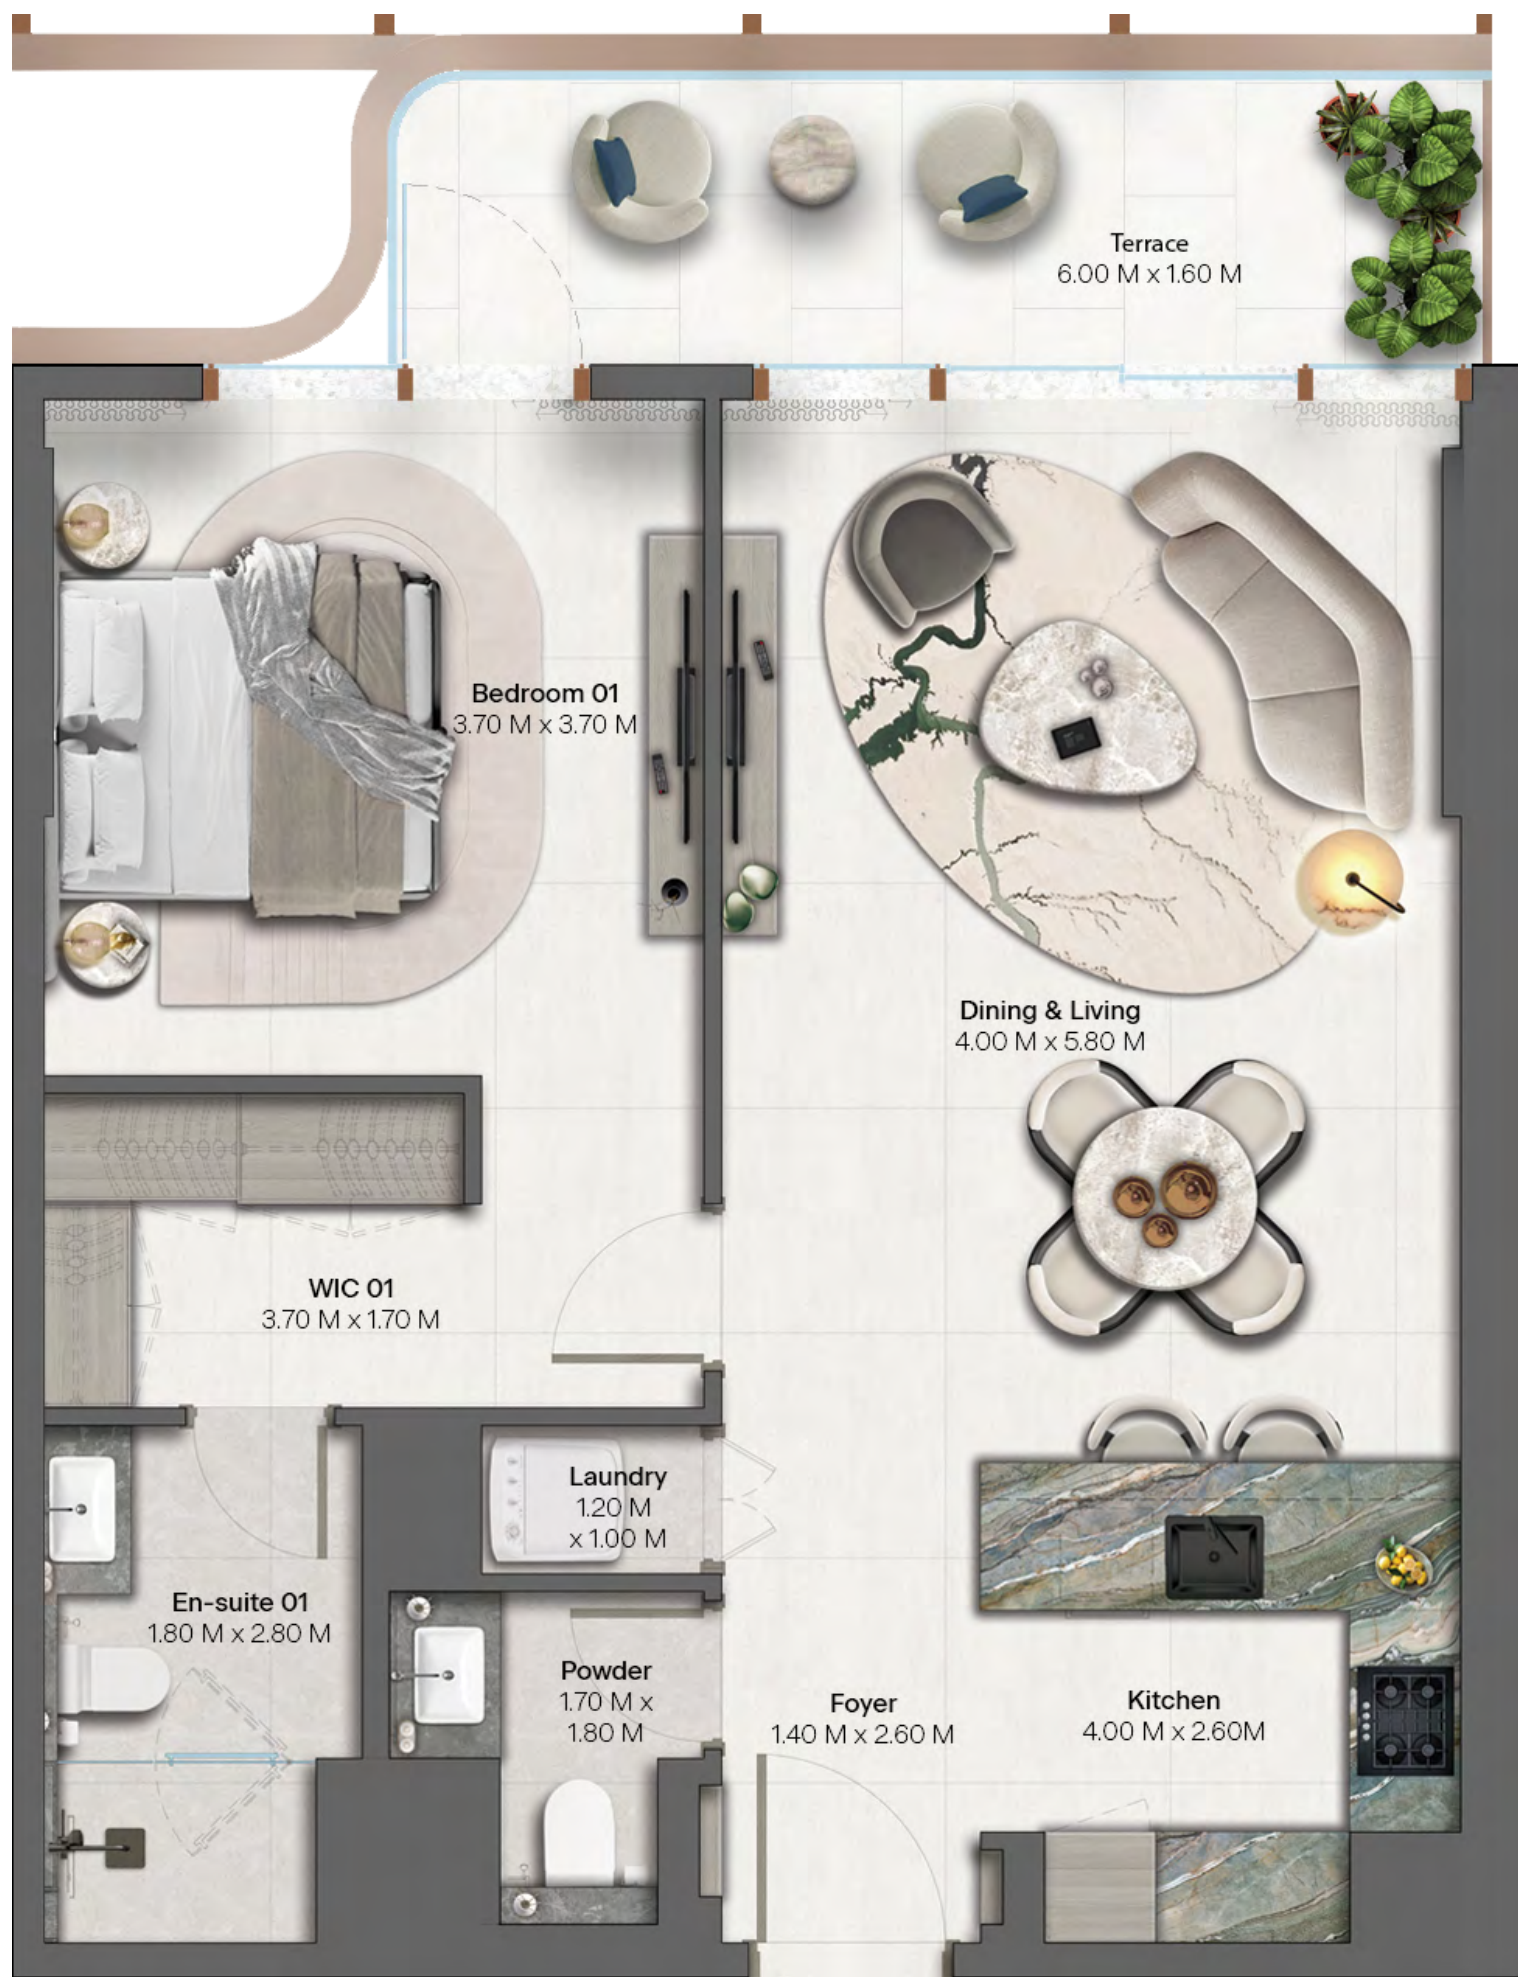 Terrace
6.00 M x 1.60 M
Bedroom 01
3.70 M x 3.70 M
Dining & Living
4.00 M x 5.80 M
WIC 01
3.70 M x 1.70 M
Laundry
1.20 M
x 1.00 M
En-suite 01
1.80 M x 2.80 M
Powder
1.70 M x
1.80 M
Foyer
1.40 M x 2.60 M
Kitchen
4.00 M x 2.60M